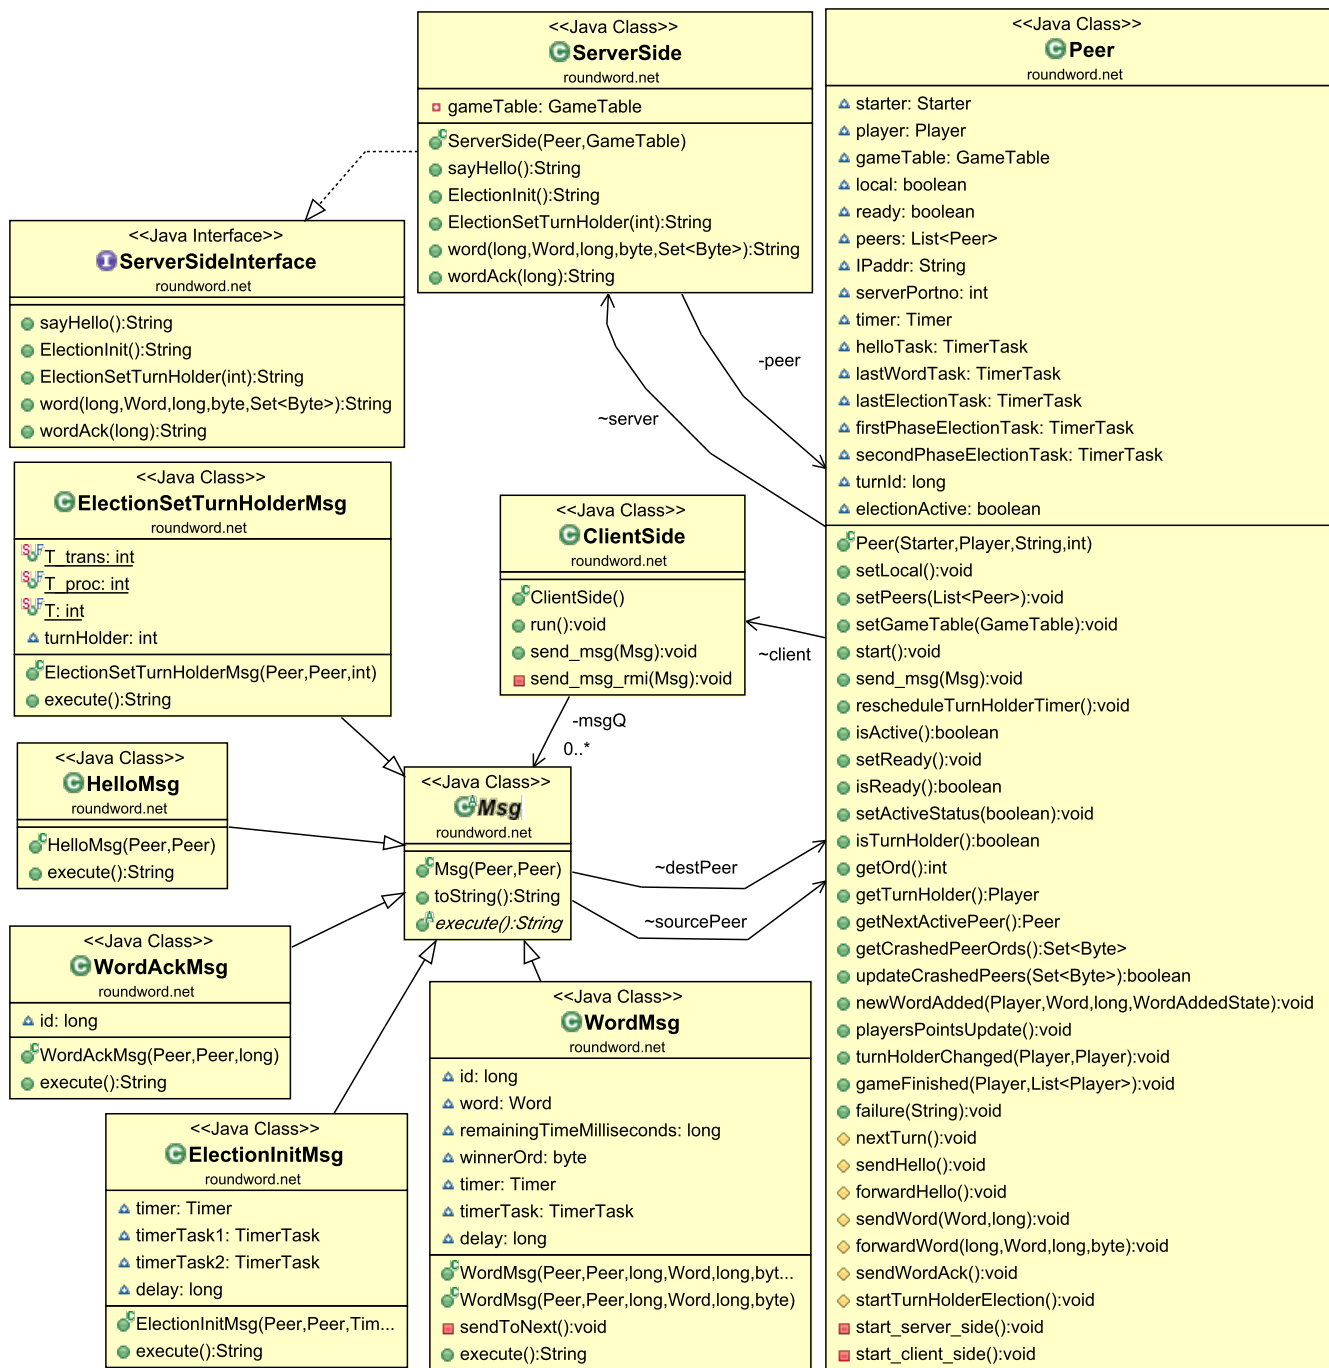 <<Java Class>>
ServerSide
roundword.net
gameTable: GameTable
ServerSide(Peer,GameTable)
sayHello():String
ElectionInit():String
ElectionSetTurnHolder(int):String
word(long,Word,long,byte,Set<Byte>):String
wordAck(long):String
<<Java Class>>
Peer
roundword.net
starter: Starter
player: Player
gameTable: GameTable
local: boolean
ready: boolean
peers: List<Peer>
IPaddr: String
serverPortno: int
timer: Timer
helloTask: TimerTask
lastWordTask: TimerTask
lastElectionTask: TimerTask
firstPhaseElectionTask: TimerTask
secondPhaseElectionTask: TimerTask
turnId: long
electionActive: boolean
Peer(Starter,Player,String,int)
setLocal():void
setPeers(List<Peer>):void
setGameTable(GameTable):void
start():void
send_msg(Msg):void
rescheduleTurnHolderTimer():void
isActive():boolean
setReady():void
isReady():boolean
setActiveStatus(boolean):void
isTurnHolder():boolean
getOrd():int
getTurnHolder():Player
getNextActivePeer():Peer
getCrashedPeerOrds():Set<Byte>
updateCrashedPeers(Set<Byte>):boolean
newWordAdded(Player,Word,long,WordAddedState):void
playersPointsUpdate():void
turnHolderChanged(Player,Player):void
gameFinished(Player,List<Player>):void
failure(String):void
nextTurn():void
sendHello():void
forwardHello():void
sendWord(Word,long):void
forwardWord(long,Word,long,byte):void
sendWordAck():void
startTurnHolderElection():void
start_server_side():void
start_client_side():void
<<Java Interface>>
ServerSideInterface
roundword.net
sayHello():String
ElectionInit():String
ElectionSetTurnHolder(int):String
word(long,Word,long,byte,Set<Byte>):String
wordAck(long):String
-peer
~server
<<Java Class>>
ElectionSetTurnHolderMsg
roundword.net
T_trans: int
T_proc: int
T: int
turnHolder: int
ElectionSetTurnHolderMsg(Peer,Peer,int)
execute():String
<<Java Class>>
ClientSide
roundword.net
ClientSide()
run():void
send_msg(Msg):void
send_msg_rmi(Msg):void
~client
-msgQ
0..*
<<Java Class>>
HelloMsg
roundword.net
HelloMsg(Peer,Peer)
execute():String
<<Java Class>>
Msg
roundword.net
Msg(Peer,Peer)
toString():String
execute():String
~destPeer
~sourcePeer
<<Java Class>>
WordAckMsg
roundword.net
id: long
WordAckMsg(Peer,Peer,long)
execute():String
<<Java Class>>
WordMsg
roundword.net
id: long
word: Word
remainingTimeMilliseconds: long
winnerOrd: byte
timer: Timer
timerTask: TimerTask
delay: long
WordMsg(Peer,Peer,long,Word,long,byt...
WordMsg(Peer,Peer,long,Word,long,byte)
sendToNext():void
execute():String
<<Java Class>>
ElectionInitMsg
roundword.net
timer: Timer
timerTask1: TimerTask
timerTask2: TimerTask
delay: long
ElectionInitMsg(Peer,Peer,Tim...
execute():String